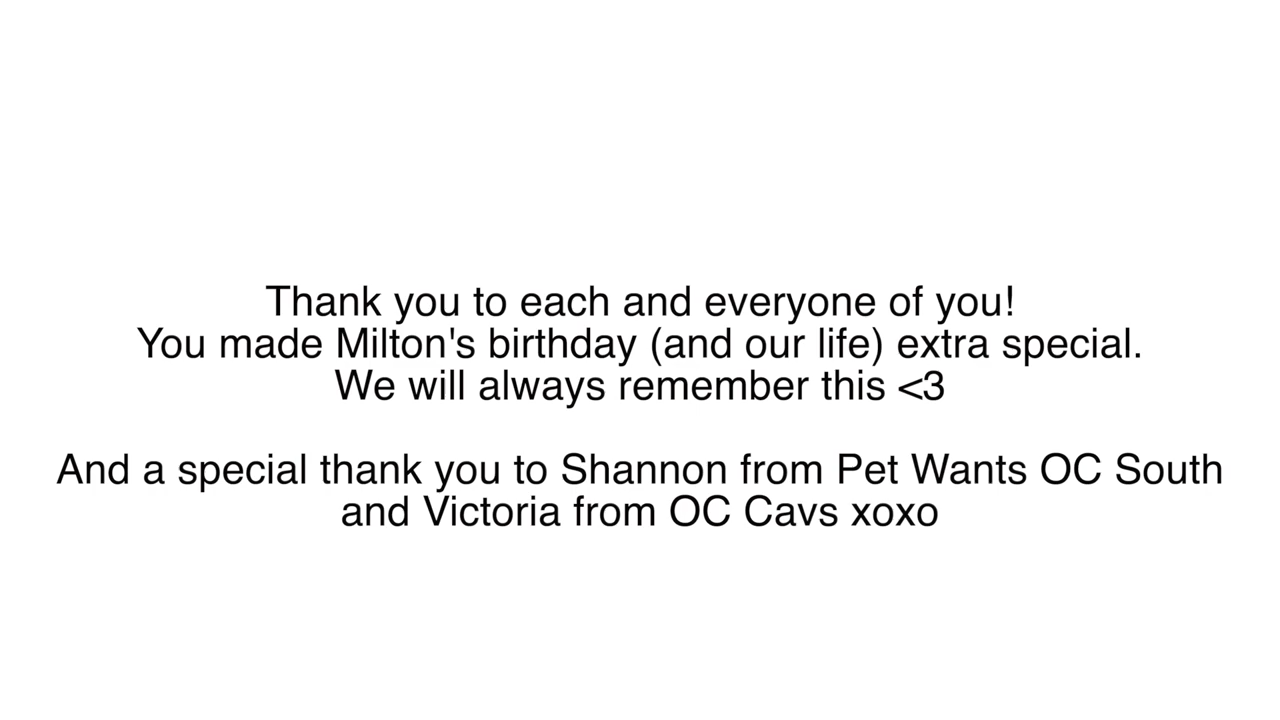 Thank you to each and everyone of you!
You made Milton's birthday (and our life) extra special.
We will always remember this <3
And a special thank you to Shannon from Pet Wants OC South
and Victoria from OC Cavs xoxo